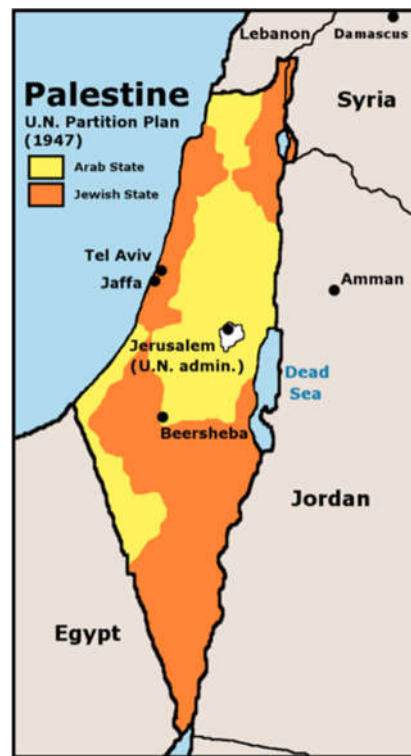 Lebanon
Damascus
Palestine
U.N. Partition Plan
(1947)
Syria
Arab State
Jewish State
Tel Aviv
Jaffa
Amman
Jerusalem
(U.N. admin.)
Dead
Sea
Beersheba
Jordan
Egypt